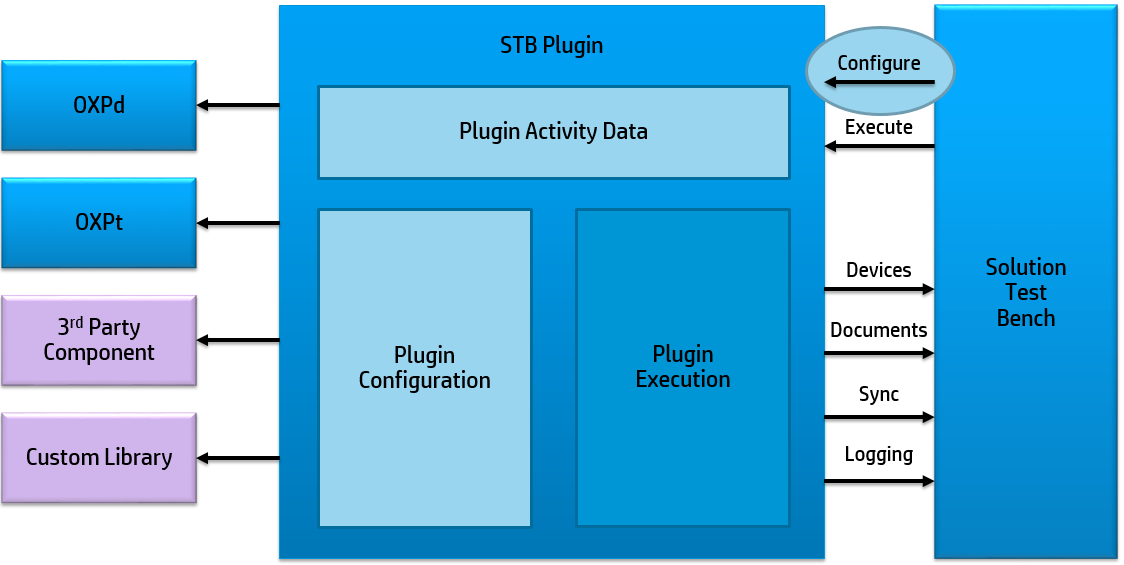 STB Plugin
Configure
OXPd
Plugin Activity Data
Execute
OXPt
Devices
Solution
Test
Bench
3rd Party
Component
Documents
Plugin
Configuration
Plugin
Execution
Sync
Custom Library
Logging